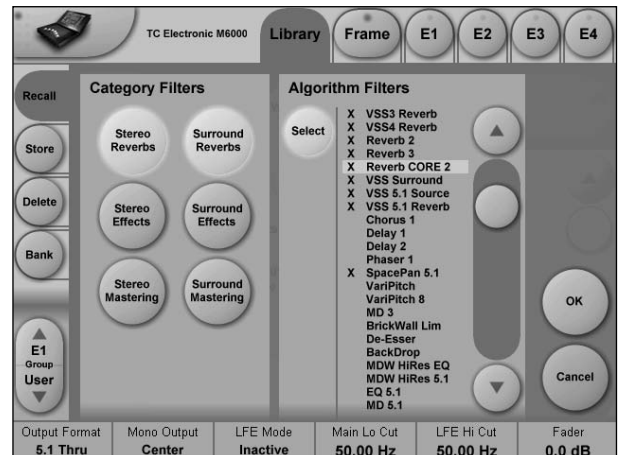 TC Electronic M6000
Library
Frame
E1
E2
E3
E4
Recall
Store
Delete
Bank
E1
Group
User
Category Filters
Stereo
Reverbs
Surround
Reverbs
Stereo
Effects
Surround
Effects
Stereo
Mastering
Surround
Mastering
Algorithm Filters
Select
X VSS3 Reverb
X VSS4 Reverb
X Reverb 2
X Reverb 3
X Reverb CORE 2
X VSS Surround
X VSS 5.1 Source
X VSS 5.1 Reverb
Chorus 1
Delay 1
Delay 2
Phaser 1
X SpacePan 5.1
VariPitch
VariPitch 8
MD 3
BrickWall Lim
De-Esser
BackDrop
MDW HiRes EQ
MDW HiRes 5.1
EQ 5.1
MD 5.1
OK
Cancel
Output Format
5.1 Thru
Mono Output
Center
LFE Mode
Inactive
Main Lo Cut
50.00 Hz
LFE Hi Cut
50.00 Hz
Fader
0.0 dB